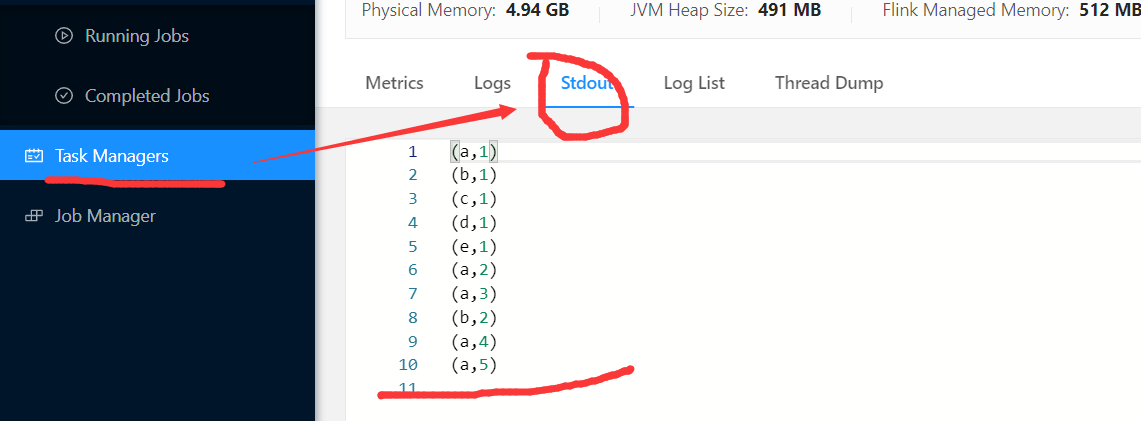 Physical Memory: 4.94 GB JVM Heap Size: 491 MB Flink Managed Memory: 512 MB
Running Jobs
Completed Jobs
Task Managers
Job Manager
Metrics Logs Stdout Log List Thread Dump
1 (a,1)
2 (b,1)
3 (c,1)
4 (d,1)
5 (e,1)
6 (a,2)
7 (a,3)
8 (b,2)
9 (a,4)
10 (a,5)
11